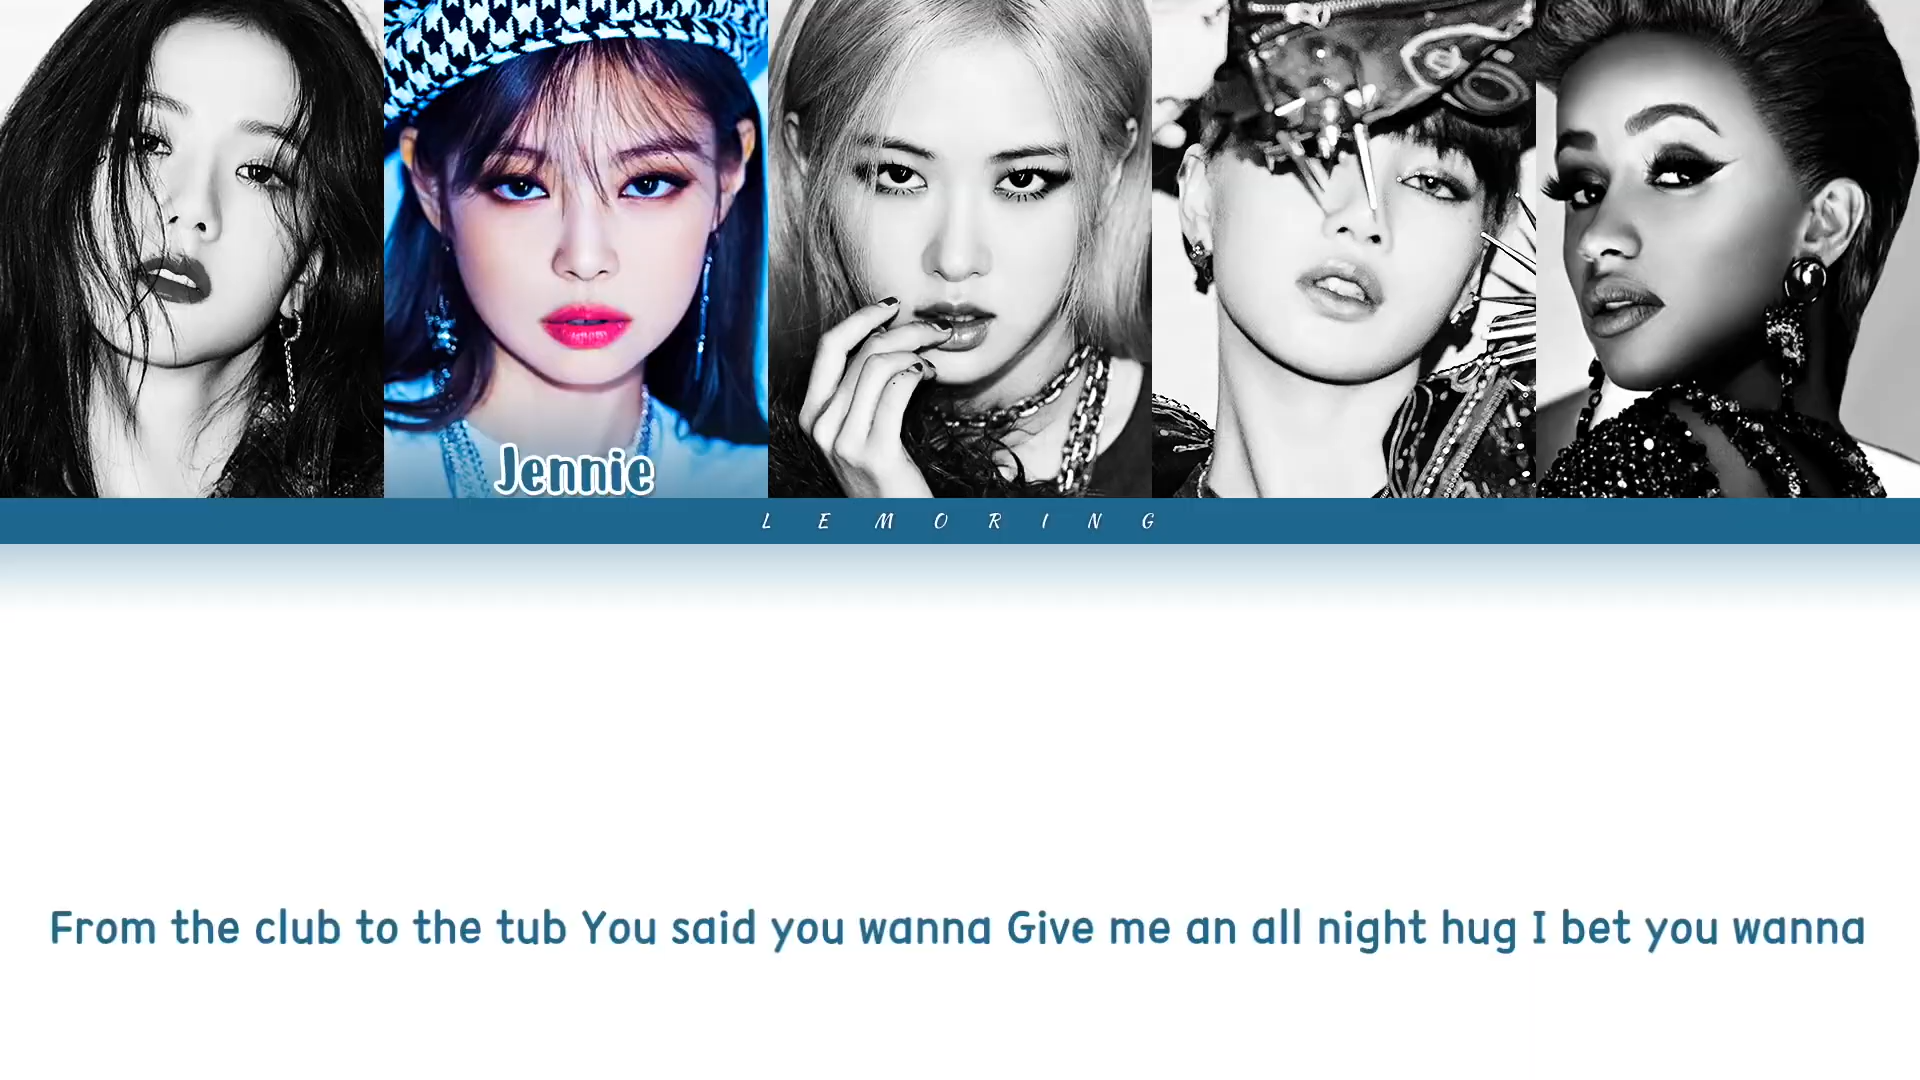 Jennie
L E M O R I N G
From the club to the tub You said you wanna Give me an all night hug I bet you wanna